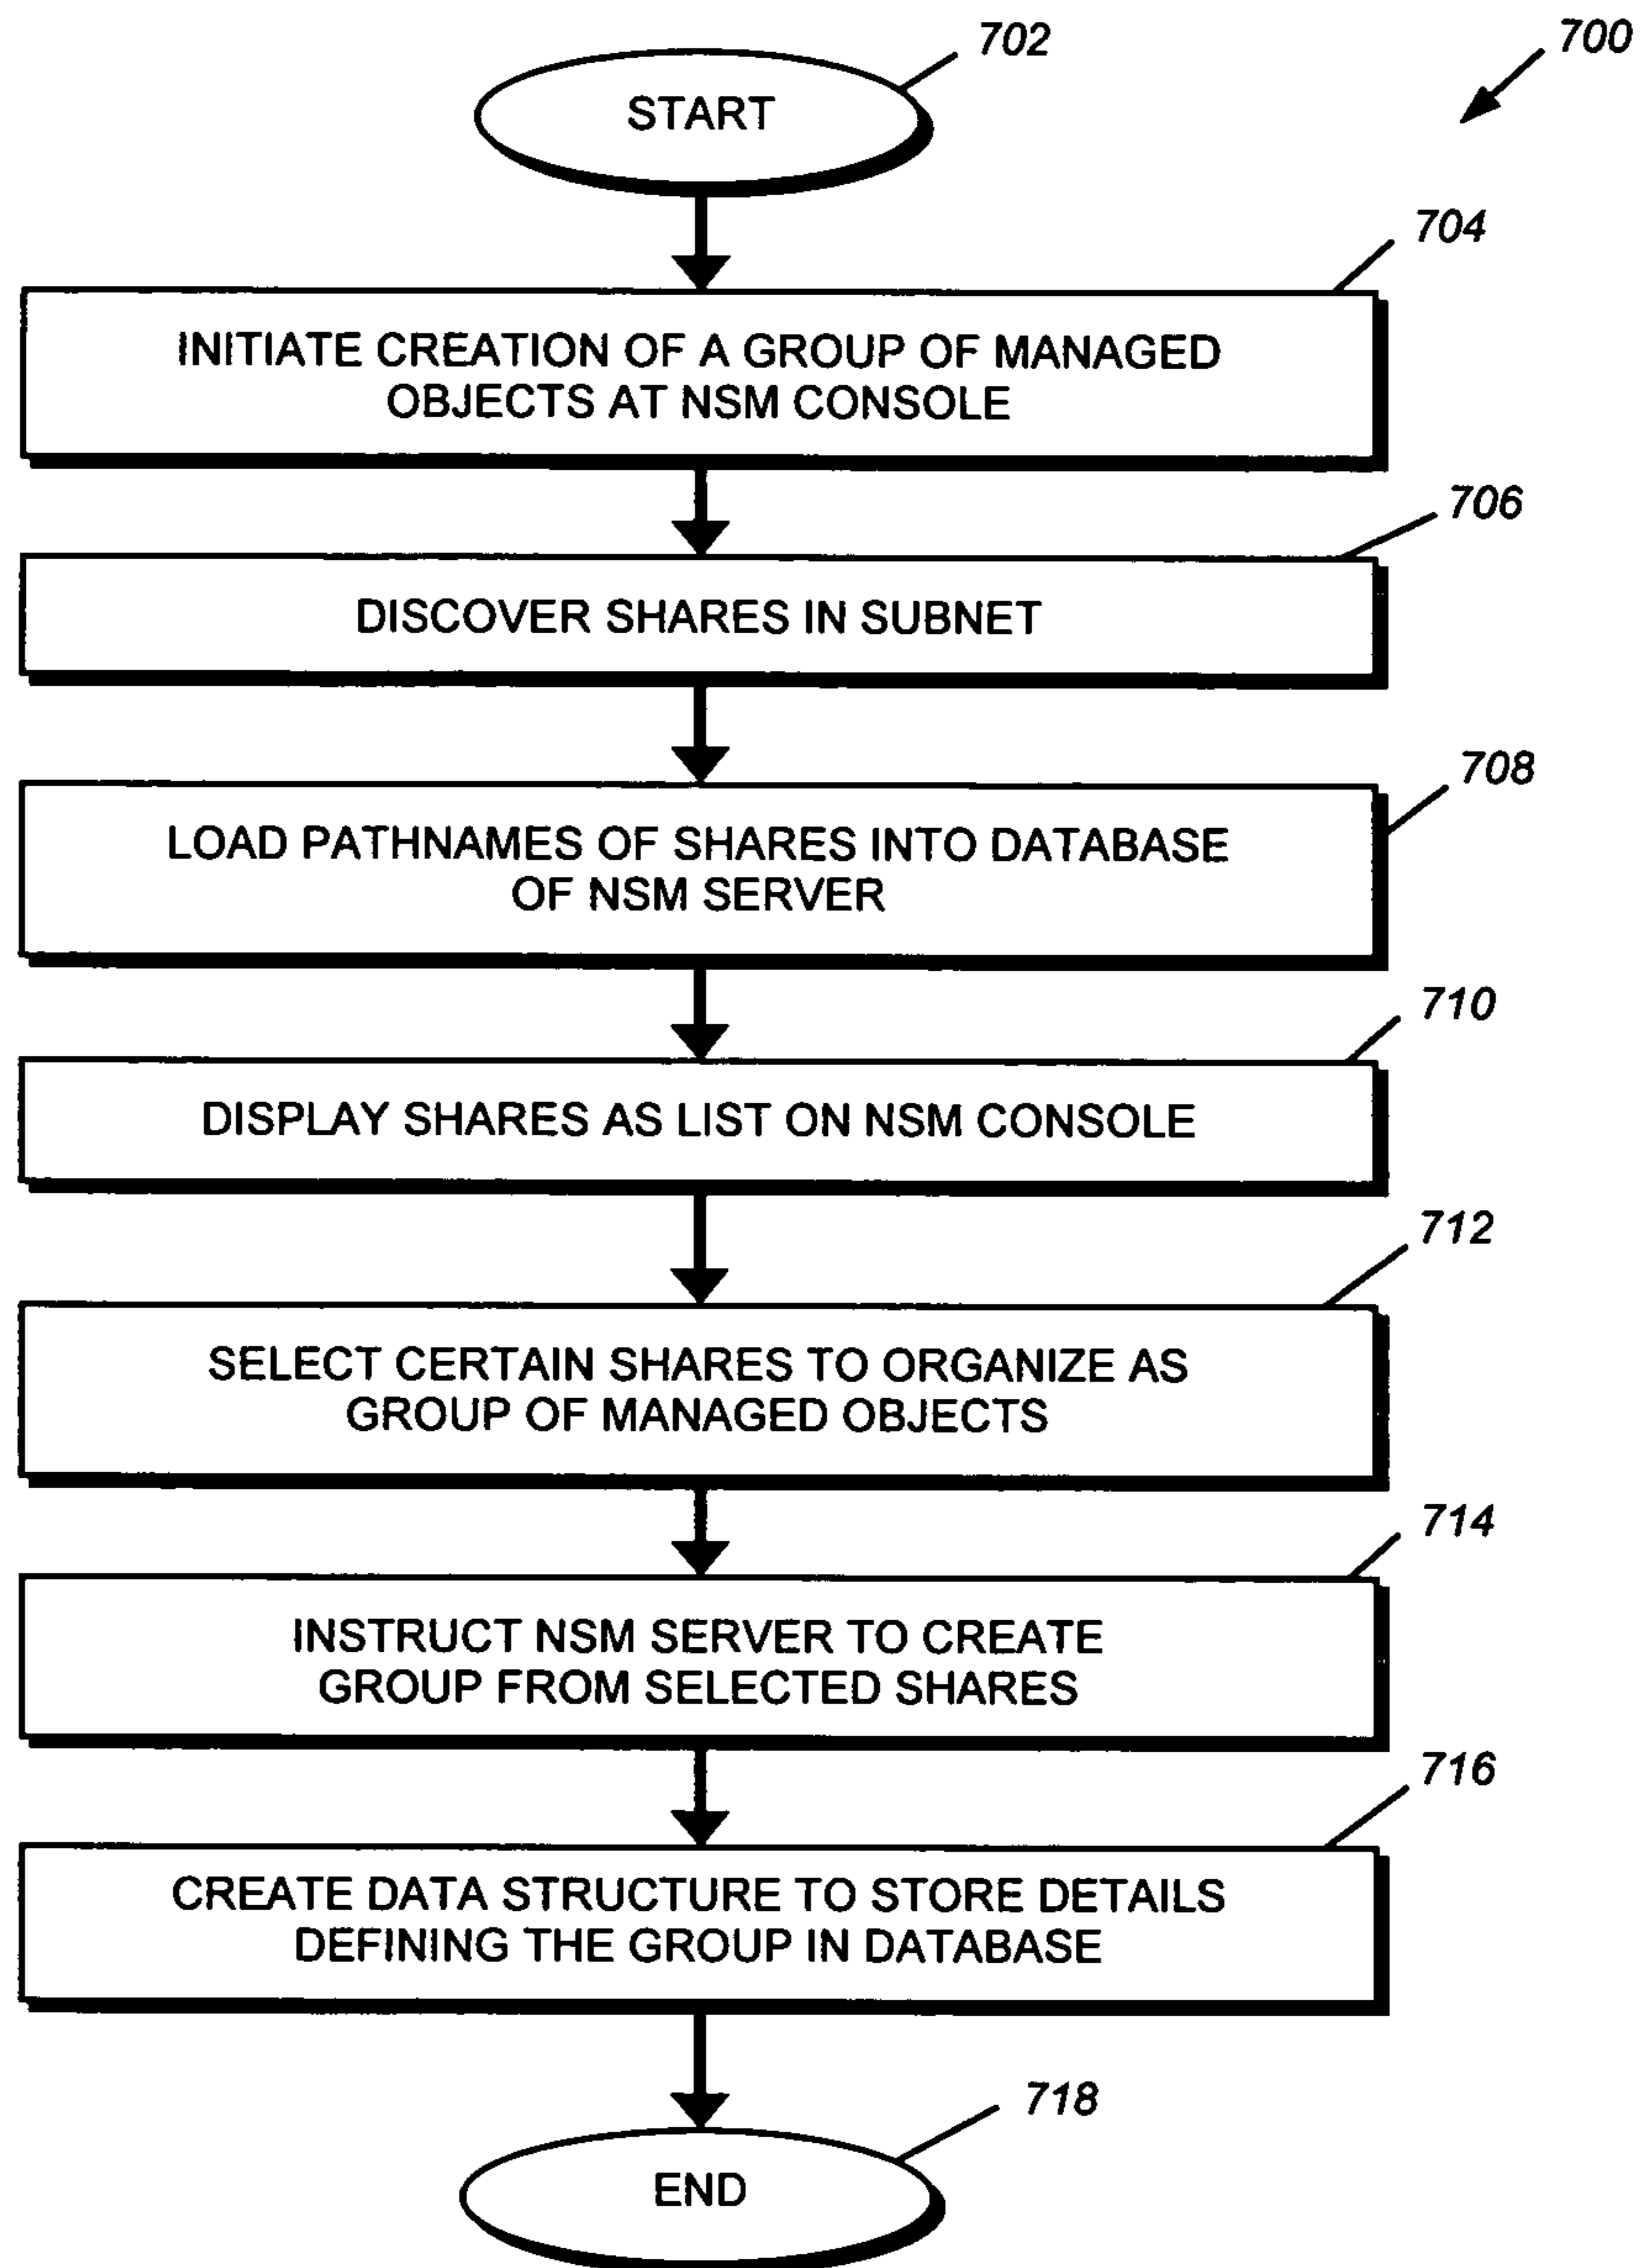 702
700
START
704
INITIATE CREATION OF A GROUP OF MANAGED
OBJECTS AT NSM CONSOLE
706
DISCOVER SHARES IN SUBNET
708
LOAD PATHNAMES OF SHARES INTO DATABASE
OF NSM SERVER
710
DISPLAY SHARES AS LIST ON NSM CONSOLE
712
SELECT CERTAIN SHARES TO ORGANIZE AS
GROUP OF MANAGED OBJECTS
714
INSTRUCT NSM SERVER TO CREATE
GROUP FROM SELECTED SHARES
716
CREATE DATA STRUCTURE TO STORE DETAILS
DEFINING THE GROUP IN DATABASE
718
END